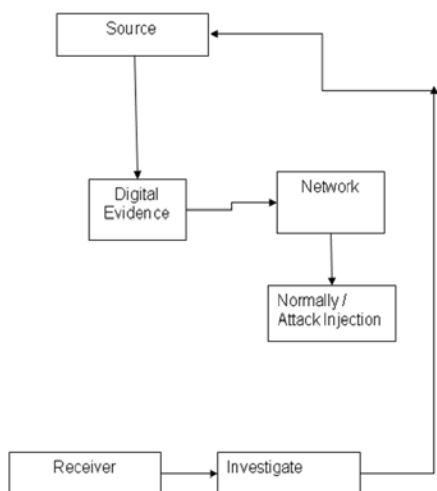 Source
Digital
Evidence
Network
Normally /
Attack Injection
Receiver
Investigate